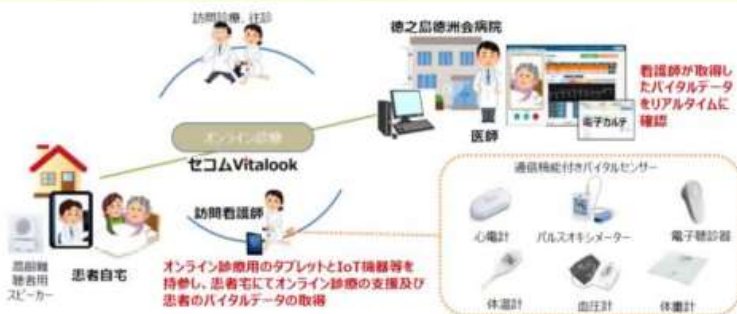 訪問診療、往診
徳之島徳洲会病院
看護師が取得し
たバイタルデータ
をリアルタイムに
確認
電子カルテ
医師
オンライン診療
セコムVitalook
通信機能付きバイタルセンサー
訪問看護師
心電計
パルスオキシメーター
電子聴診器
高齢難
聴者用
スピーカー
患者自宅
オンライン診療用のタブレットとIoT機器等を
持参し、患者宅にてオンライン診療の支援及び
患者のバイタルデータの取得
体温計
血圧計
体重計